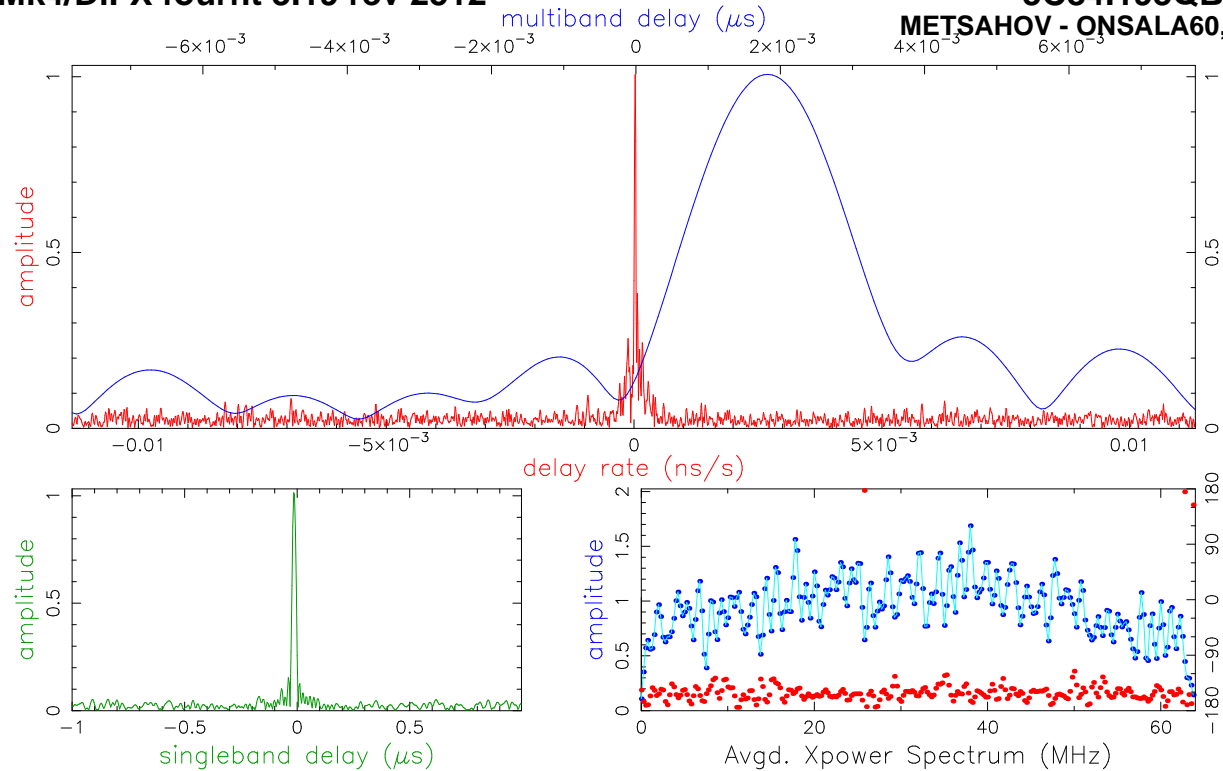 multiband delay (μs)
METSAHOV - ONSALA60,
−6×10⁻³ −4×10⁻³ −2×10⁻³ 0 2×10⁻³ 4×10⁻³ 6×10⁻³
amplitude
1 0.5 0
1 0.5 0
−0.01 −5×10⁻³ 0 5×10⁻³ 0.01
delay rate (ns/s)
amplitude
1 0.5 0
−1 −0.5 0 0.5
singleband delay (μs)
amplitude
2 1.5 1 0.5 0
180 90 0 −90 −180
0 20 40 60
Avgd. Xpower Spectrum (MHz)